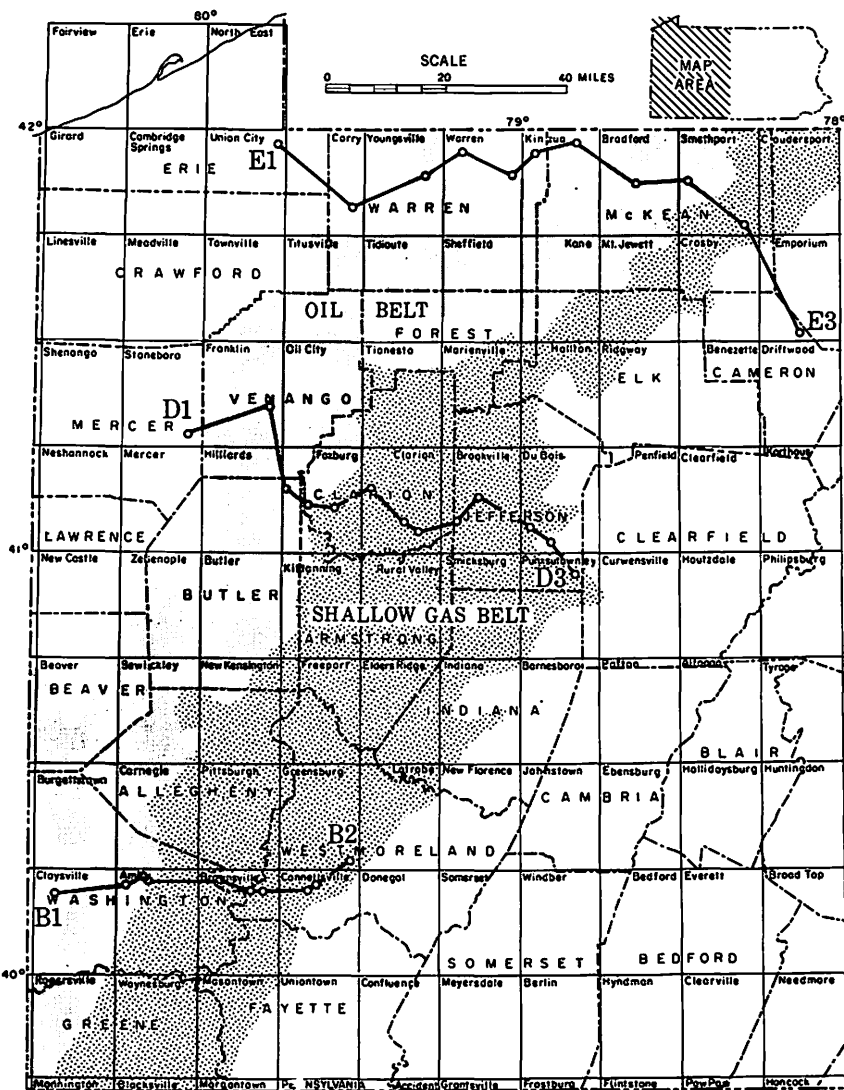 80°
Fairview Erie North East
SCALE
0 20 40 MILES
MAP
AREA
79°
42° 78°
Girard Cambridge Springs Union City Corry Youngsville Warren Kinzua Bradford Smethport Coudersport
ERIE E1
WARREN McKEAN
Linesville Meadville Townville Titusville Tidioute Sheffield Kane Mt. Jewett Crosby Emporium
CRAWFORD
OIL BELT
FOREST E3
Shenango Stoneboro Franklin Oil City Tionesta Marienville Hallton Ridgway Benezette Driftwood
ELK CAMERON
D1 VENANGO
MERCER
Neshannock Mercer Hilliards Foxburg Clarion Brookville Du Bois Penfield Clearfield Karthaus
CLARION
LAWRENCE JEFFERSON CLEARFIELD
41°
New Castle Zelienople Butler Kittanning Rural Valley Smicksburg Punxsutawney Curwensville Houtzdale Philipsburg
D3
BUTLER
SHALLOW GAS BELT
ARMSTRONG
Beaver Sewickley New Kensington Freeport Elders Ridge Indiana Barnesboro Patton Altoona Tyrone
BEAVER
INDIANA
BLAIR
Burgettstown Carnegie Pittsburgh Greensburg Latrobe New Florence Johnstown Ebensburg Hollidaysburg Huntingdon
ALLEGHENY CAMBRIA
B2
WESTMORELAND
Claysville Amity Brownsville Connellsville Donegal Somerset Windber Bedford Everett Broad Top
WASHINGTON
B1
SOMERSET BEDFORD
40°
Rogersville Waynesburg Masontown Uniontown Confluence Meyersdale Berlin Hyndman Clearville Needmore
FAYETTE
GREENE
Mannington Blacksville Morgantown NSYLVANIA Accident Grantsville Frostburg Flintstone Paw Paw Hancock